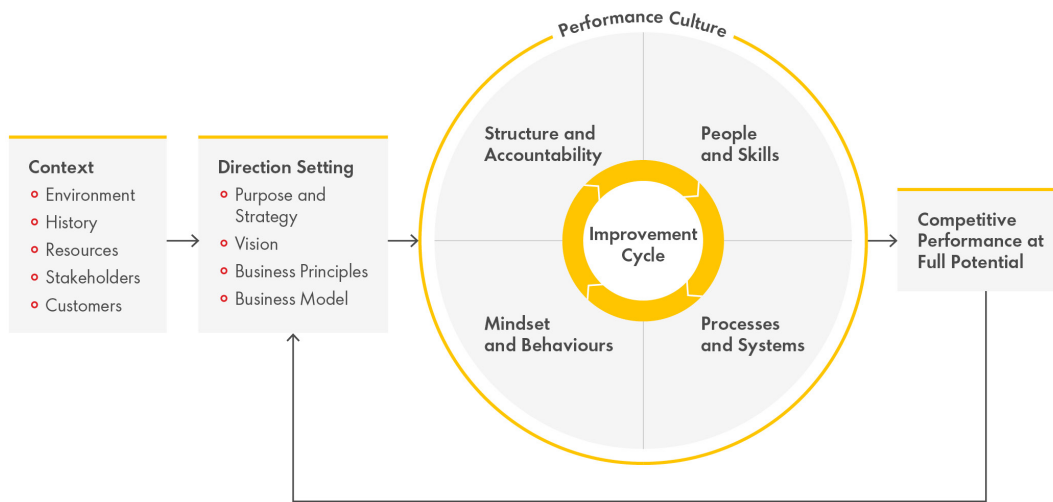 Performance Culture
Context
Environment
History
Resources
Stakeholders
Customers
Direction Setting
Purpose and
Strategy
Vision
Business Principles
Business Model
Structure and
Accountability
People
and Skills
Improvement
Cycle
Mindset
and Behaviours
Processes
and Systems
Competitive
Performance at
Full Potential